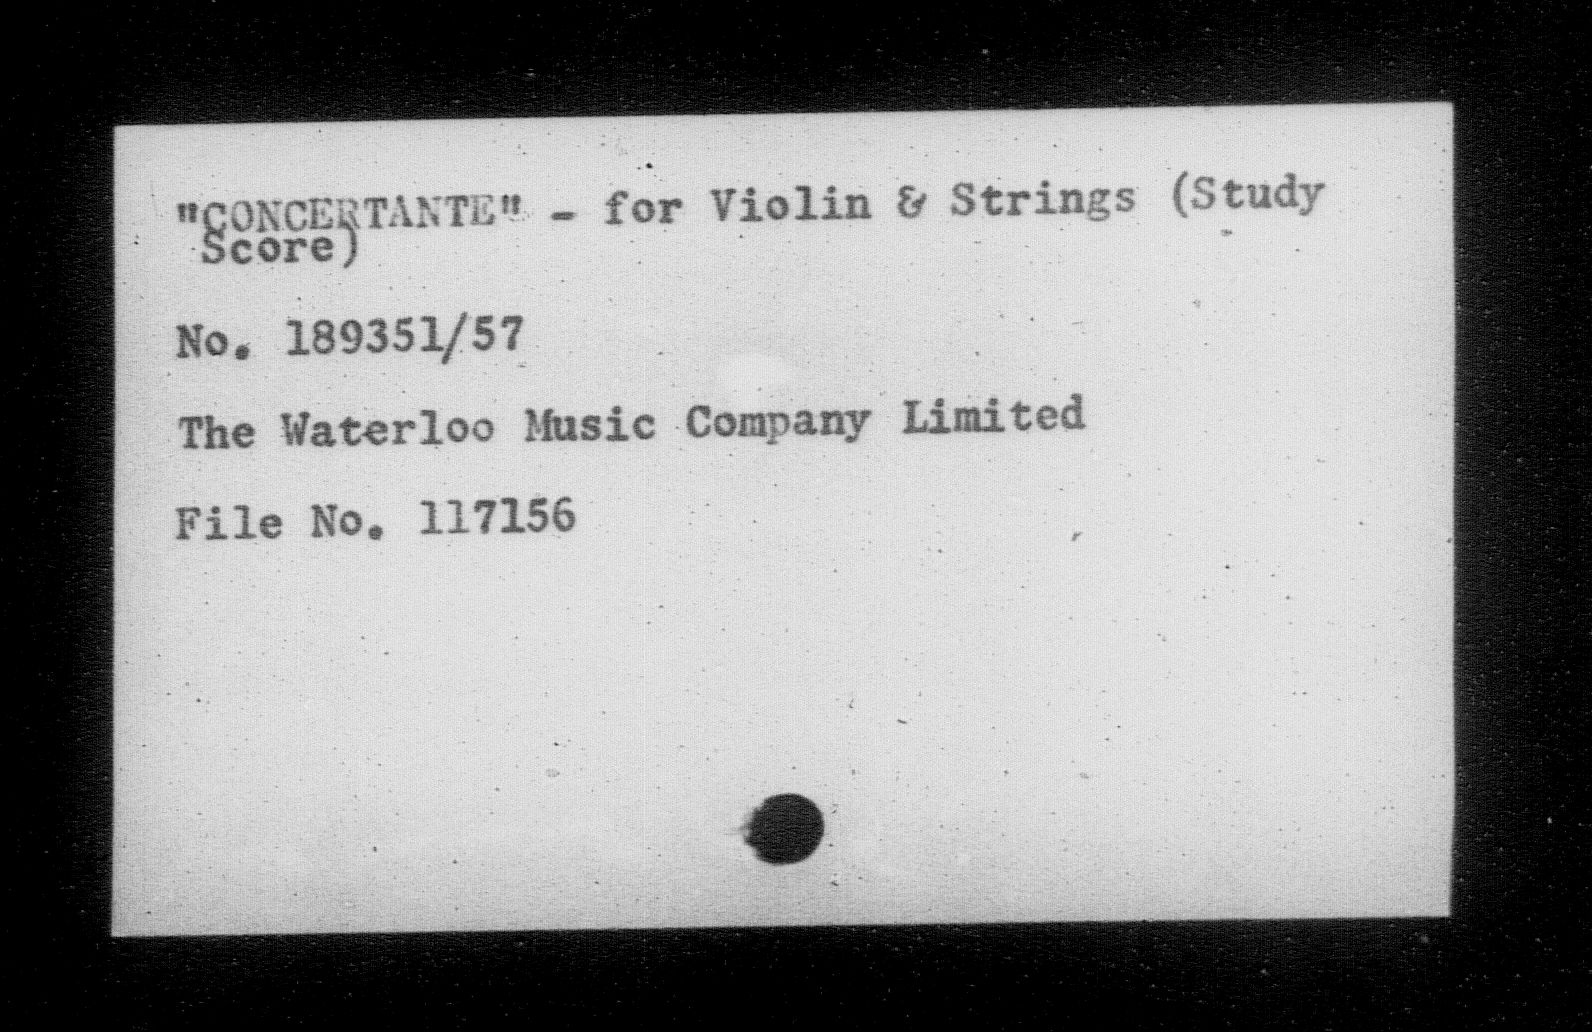 "CONCERTANTE" - for Violin & Strings (Study
Score)
No. 189351/57
The Waterloo Music Company Limited
File No. 117156